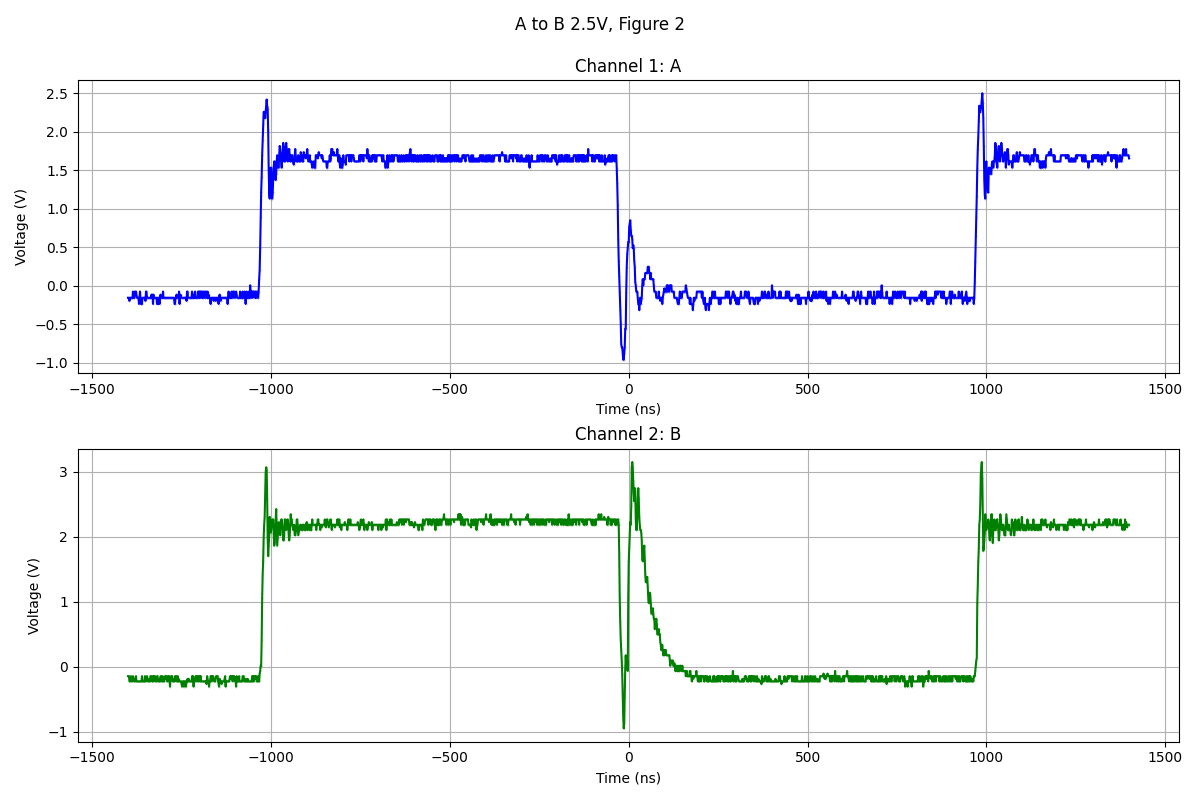 A to B 2.5V, Figure 2
Channel 1: A
2.5
2.0
1.5
1.0
0.5
0.0
−0.5
−1.0
Voltage (V)
−1500 −1000 −500 0 500 1000 1500
Time (ns)
Channel 2: B
3
2
1
0
−1
Voltage (V)
−1500 −1000 −500 0 500 1000 1500
Time (ns)